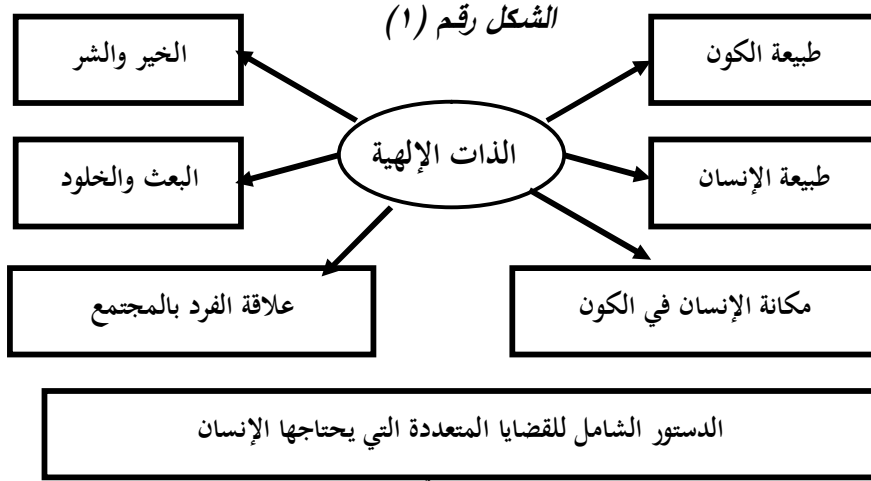 الشكل رقم (١)
طبيعة الكون
الخير والشر
الذات الإلهية
طبيعة الإنسان
البعث والخلود
مكانة الإنسان في الكون
علاقة الفرد بالمجتمع
الدستور الشامل للقضايا المتعددة التي يحتاجها الإنسان